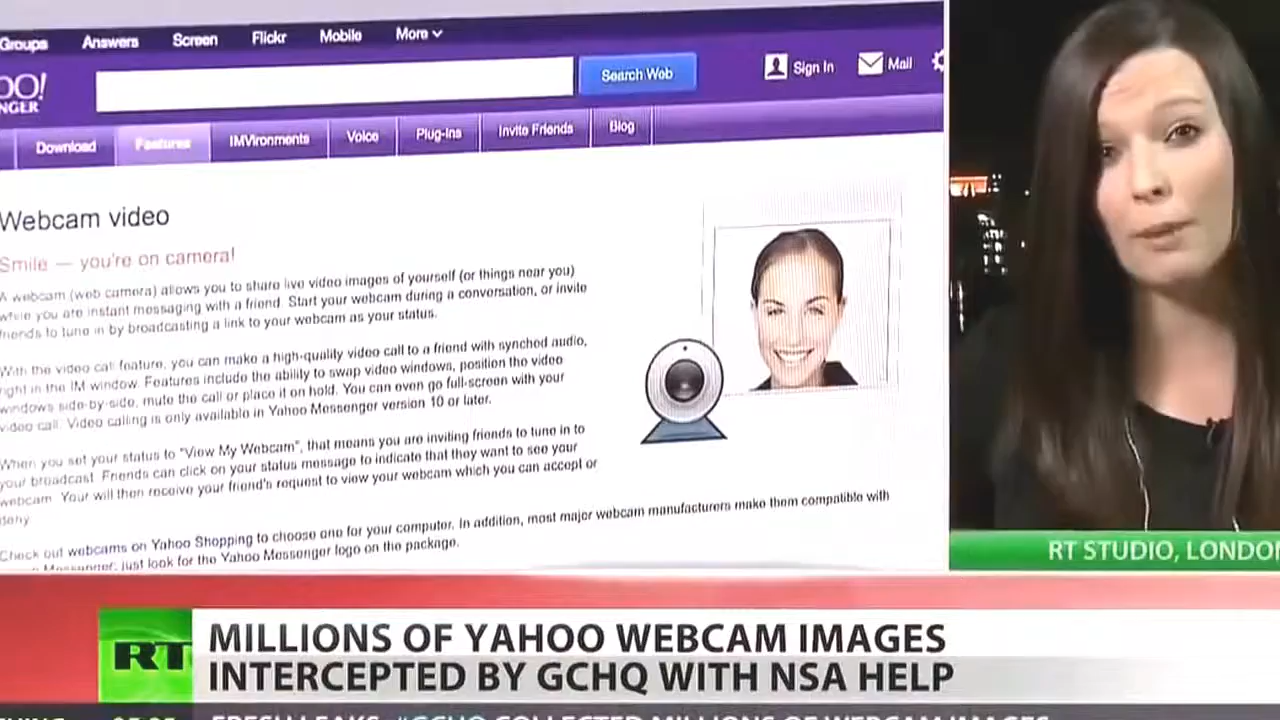 Groups Answers Screen Flickr Mobile More
OO!
NGER
Search Web
Sign In Mail
Download Features IMVironments Voice Plug-Ins Invite Friends Blog
Webcam video
Smile — you're on camera!
A webcam (web camera) allows you to share live video images of yourself (or things near you)
while you are instant messaging with a friend. Start your webcam during a conversation, or invite
friends to tune in by broadcasting a link to your webcam as your status.
With the video call feature, you can make a high-quality video call to a friend with synched audio,
right in the IM window. Features include the ability to swap video windows, position the video
windows side-by-side, mute the call or place it on hold. You can even go full-screen with your
video call. Video calling is only available in Yahoo Messenger version 10 or later.
When you set your status to "View My Webcam", that means you are inviting friends to tune in to
your broadcast. Friends can click on your status message to indicate that they want to see your
webcam. Your will then receive your friend's request to view your webcam which you can accept or
deny.
Check out webcams on Yahoo Shopping to choose one for your computer. In addition, most major webcam manufacturers make them compatible with
Messenger, just look for the Yahoo Messenger logo on the package.
RT STUDIO, LONDON
RT
MILLIONS OF YAHOO WEBCAM IMAGES
INTERCEPTED BY GCHQ WITH NSA HELP
FRESH LEAKS: #GCHQ COLLECTED MILLIONS OF WEBCAM IMAGES